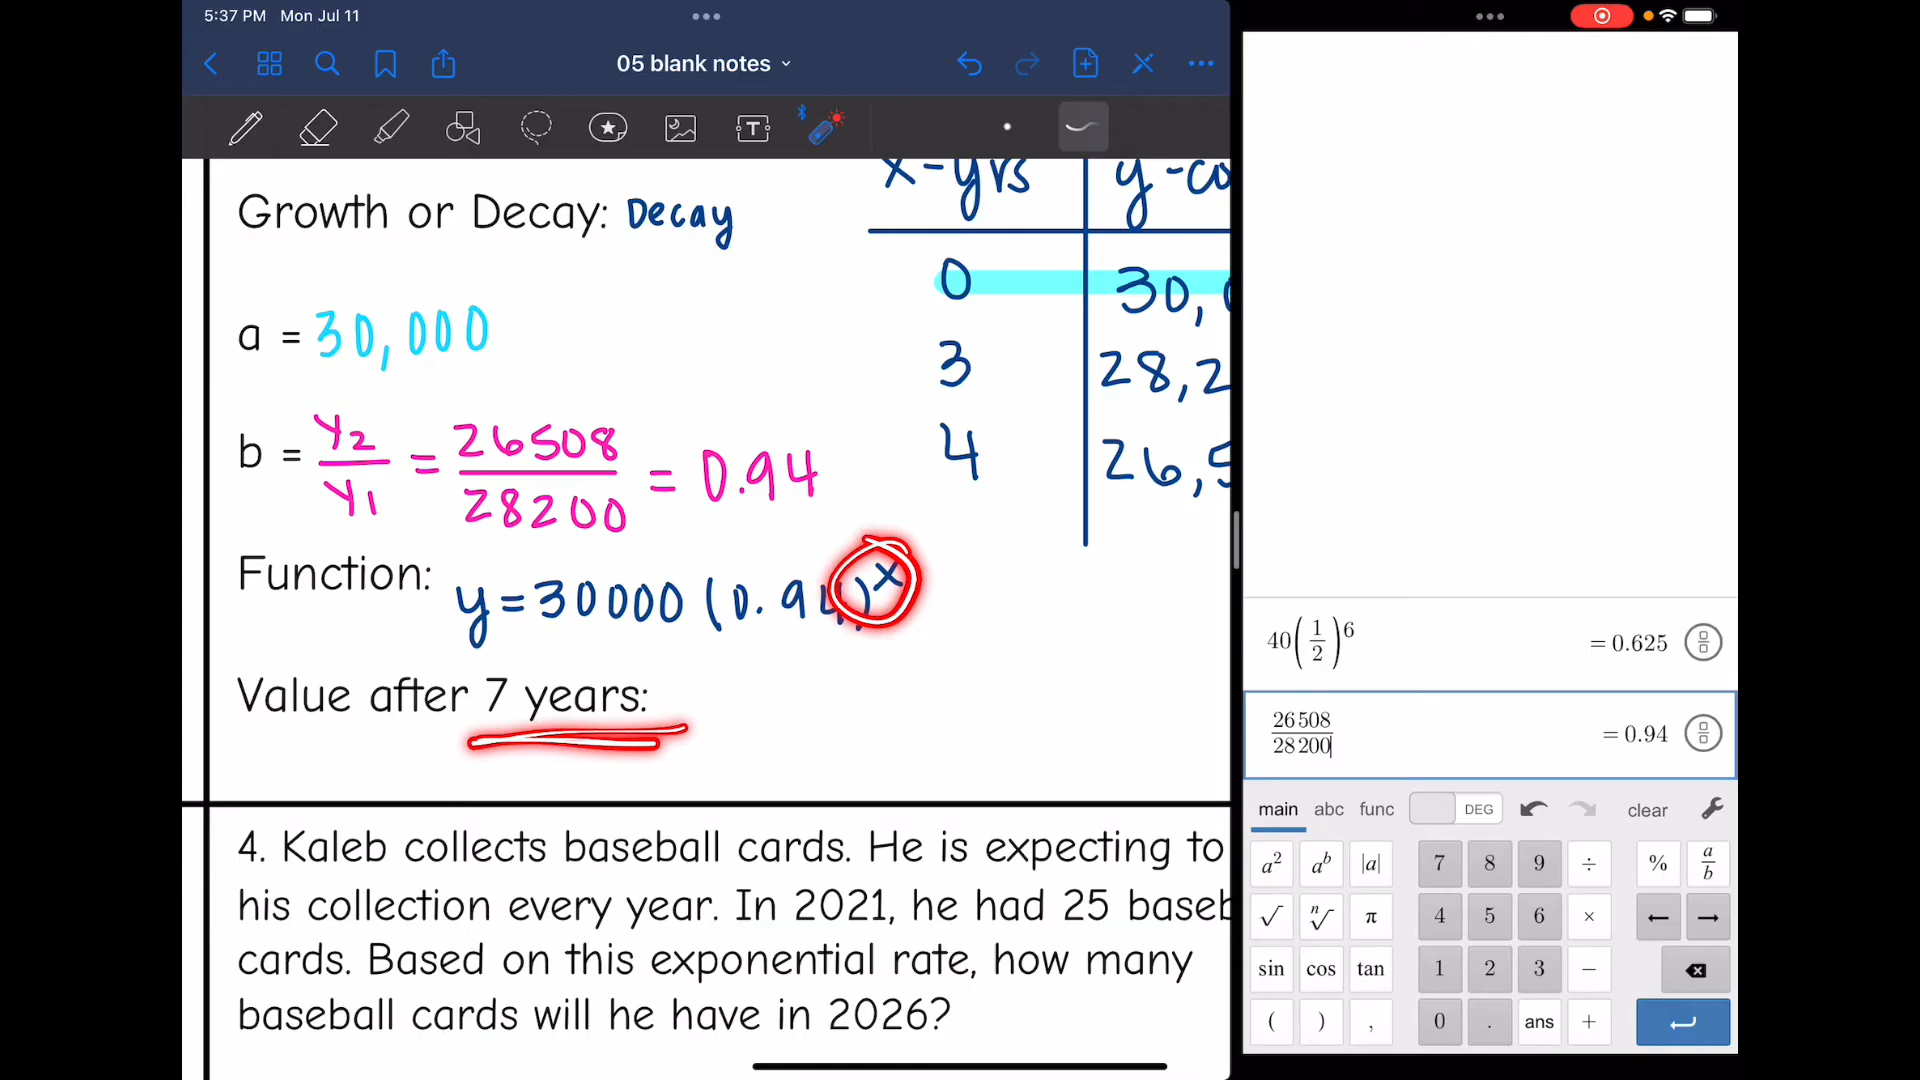 5:37 PM Mon Jul 11
05 blank notes
x-yrs
Growth or Decay: Decay
0 30,
a = 30,000
3 28,2
b = y2/y1 = 26508/28200 = 0.94
4 26,5
Function: y = 30000 (0.94)^x
Value after 7 years:
4. Kaleb collects baseball cards. He is expecting to
his collection every year. In 2021, he had 25 baseb
cards. Based on this exponential rate, how many
baseball cards will he have in 2026?
40(1/2)^6 = 0.625
26508/28200 = 0.94
main abc func DEG clear
a² a^b |a| 7 8 9 ÷ % a/b
√ ⁿ√ π 4 5 6 × ← →
sin cos tan 1 2 3 −
( ) , 0 . ans +